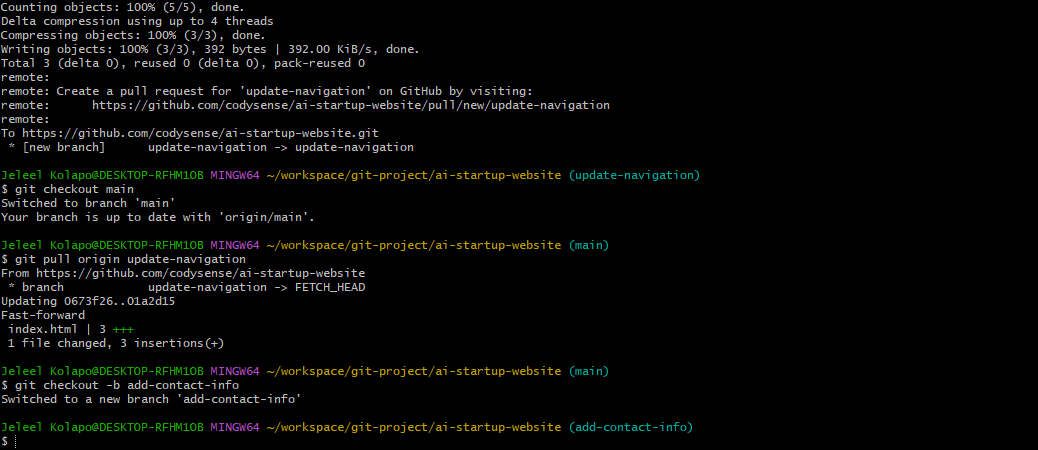 Counting objects: 100% (5/5), done.
Delta compression using up to 4 threads
Compressing objects: 100% (3/3), done.
Writing objects: 100% (3/3), 392 bytes | 392.00 KiB/s, done.
Total 3 (delta 0), reused 0 (delta 0), pack-reused 0
remote:
remote: Create a pull request for 'update-navigation' on GitHub by visiting:
remote:      https://github.com/codysense/ai-startup-website/pull/new/update-navigation
remote:
To https://github.com/codysense/ai-startup-website.git
 * [new branch]      update-navigation -> update-navigation
Jeleel Kolapo@DESKTOP-RFHM1OB MINGW64 ~/workspace/git-project/ai-startup-website (update-navigation)
$ git checkout main
Switched to branch 'main'
Your branch is up to date with 'origin/main'.
Jeleel Kolapo@DESKTOP-RFHM1OB MINGW64 ~/workspace/git-project/ai-startup-website (main)
$ git pull origin update-navigation
From https://github.com/codysense/ai-startup-website
 * branch            update-navigation -> FETCH_HEAD
Updating 0673f26..01a2d15
Fast-forward
 index.html | 3 +++
 1 file changed, 3 insertions(+)
Jeleel Kolapo@DESKTOP-RFHM1OB MINGW64 ~/workspace/git-project/ai-startup-website (main)
$ git checkout -b add-contact-info
Switched to a new branch 'add-contact-info'
Jeleel Kolapo@DESKTOP-RFHM1OB MINGW64 ~/workspace/git-project/ai-startup-website (add-contact-info)
$